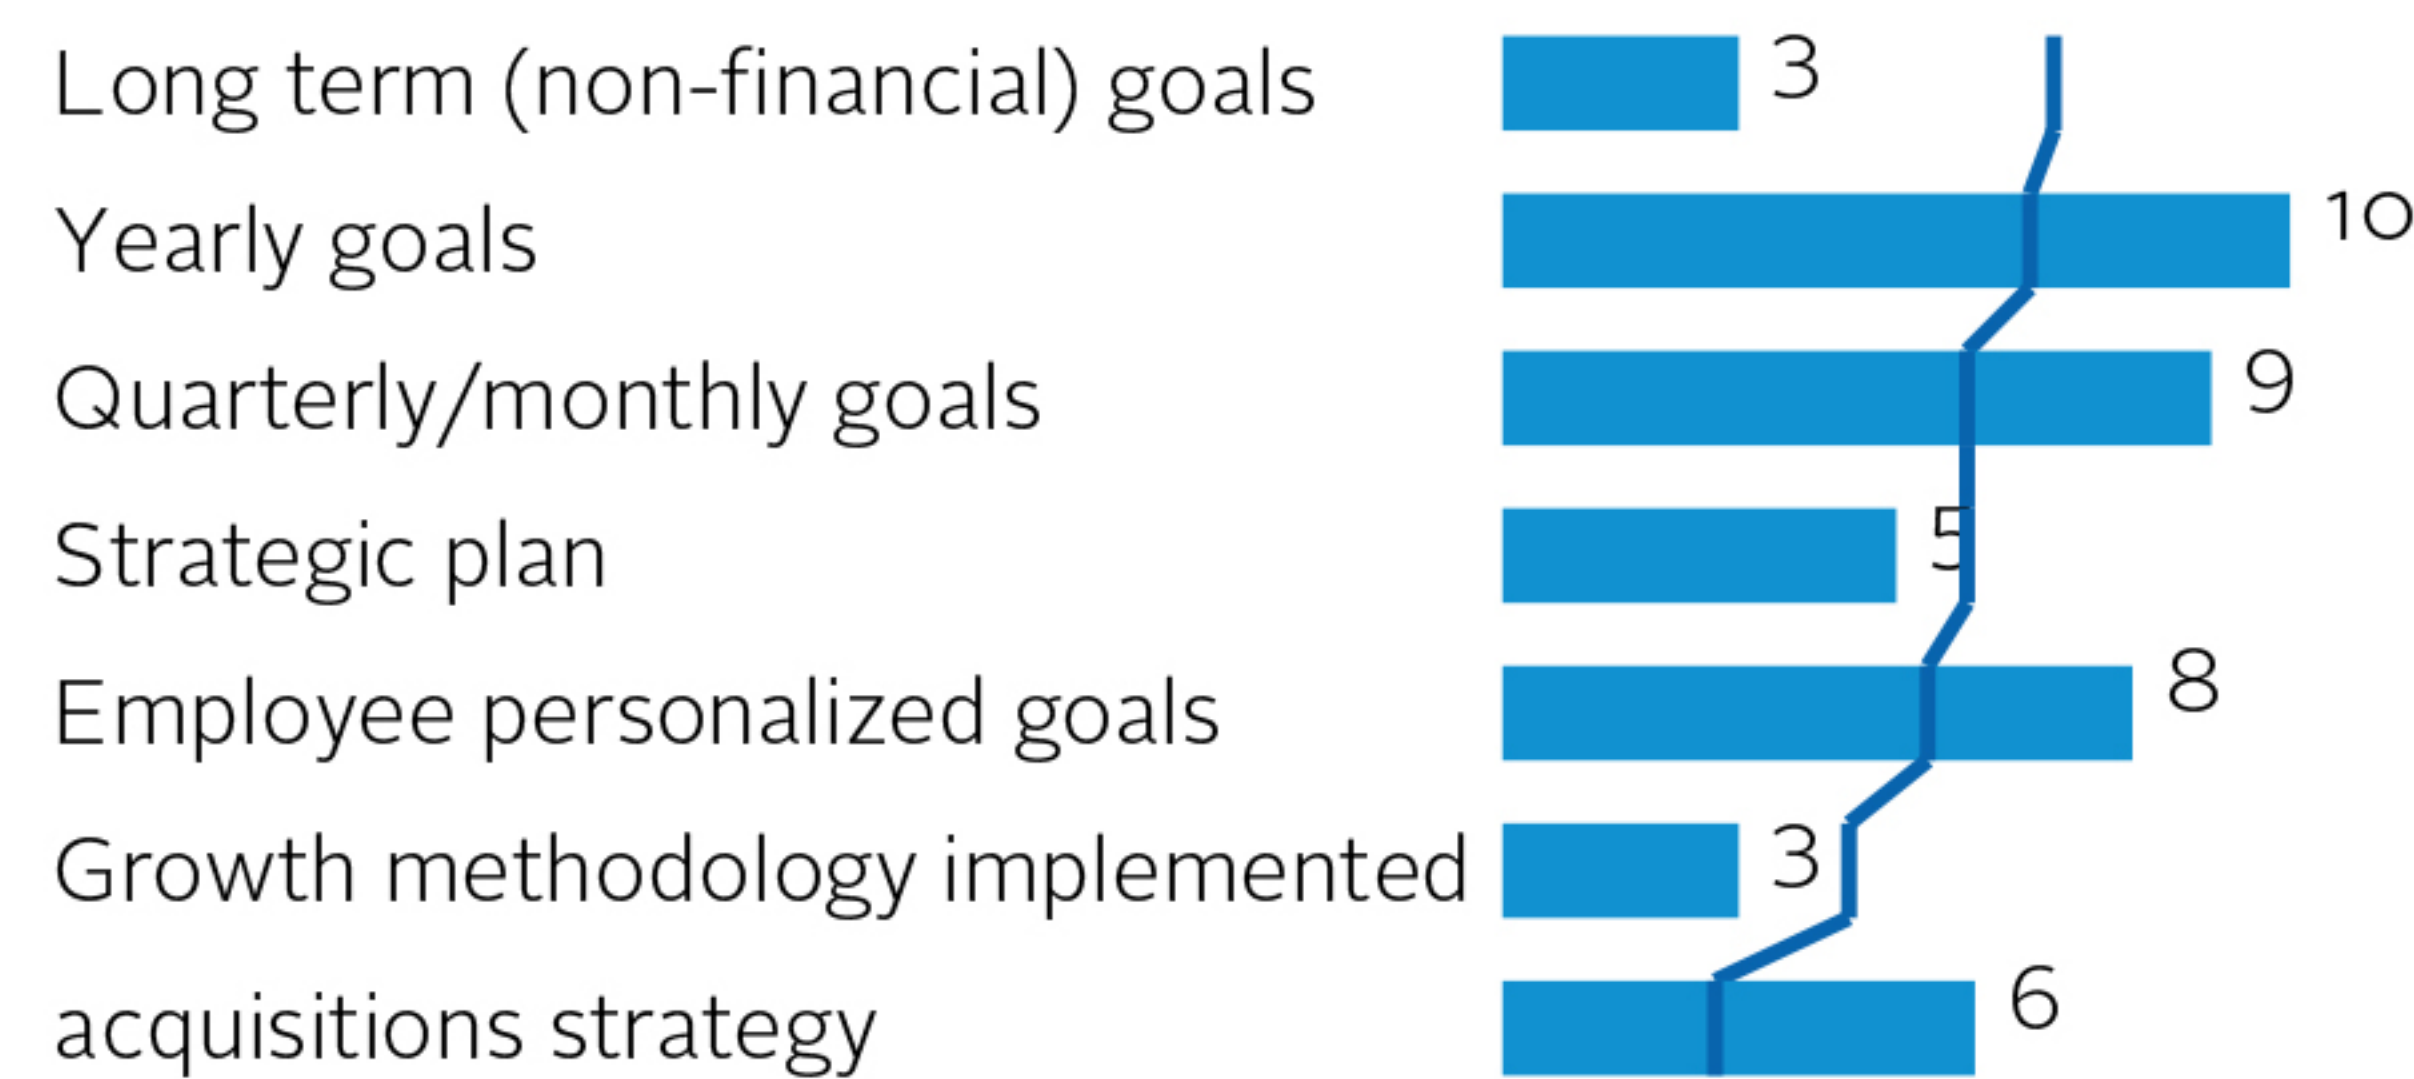 Long term (non-financial) goals 3
Yearly goals 10
Quarterly/monthly goals 9
Strategic plan 5
Employee personalized goals 8
Growth methodology implemented 3
acquisitions strategy 6